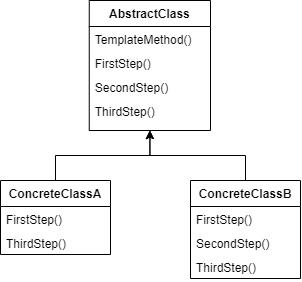 AbstractClass
TemplateMethod()
FirstStep()
SecondStep()
ThirdStep()
ConcreteClassA
FirstStep()
ThirdStep()
ConcreteClassB
FirstStep()
SecondStep()
ThirdStep()